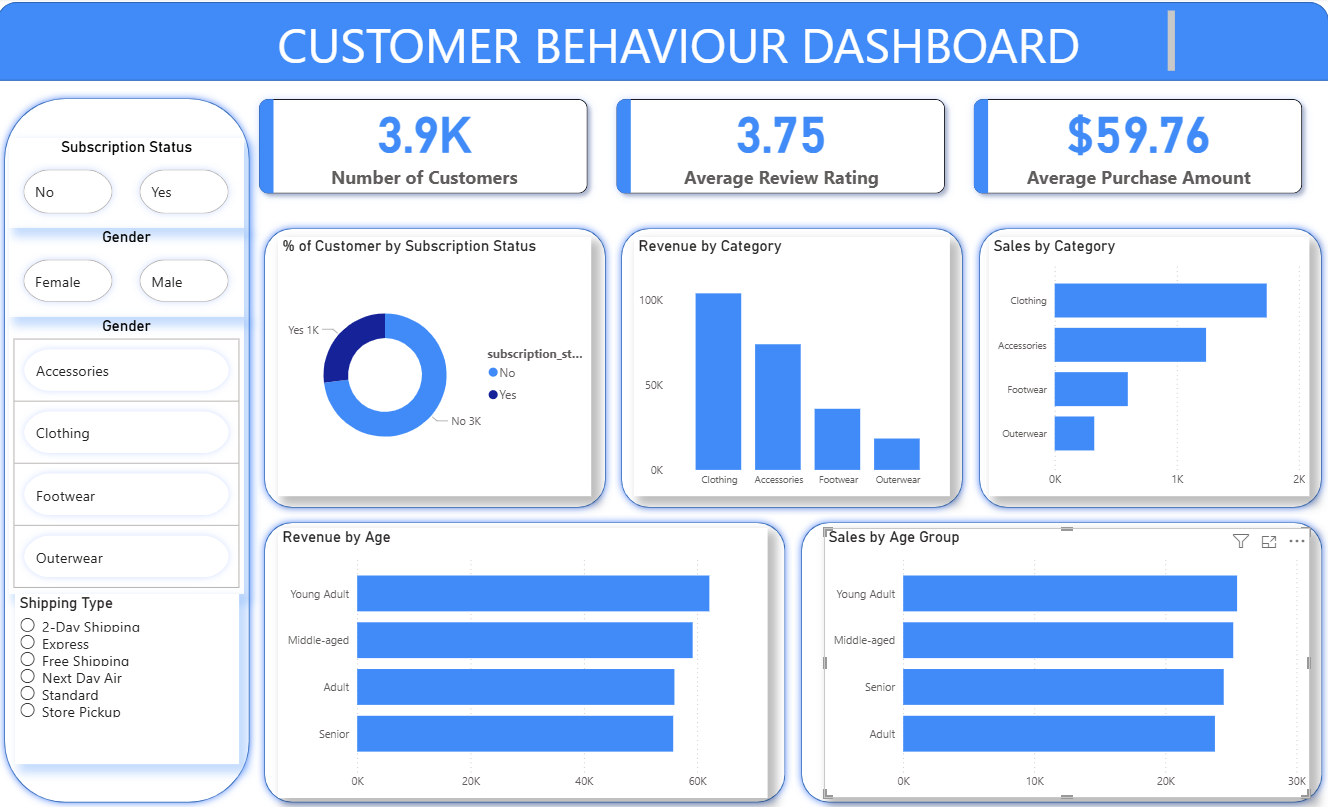 CUSTOMER BEHAVIOUR DASHBOARD
Subscription Status
No
Yes
Gender
Female
Male
Gender
Accessories
Clothing
Footwear
Outerwear
Shipping Type
2-Day Shipping
Express
Free Shipping
Next Day Air
Standard
Store Pickup
3.9K
Number of Customers
3.75
Average Review Rating
$59.76
Average Purchase Amount
% of Customer by Subscription Status
Yes 1K
No 3K
subscription_st...
No
Yes
Revenue by Category
100K
50K
0K
Clothing
Accessories
Footwear
Outerwear
Sales by Category
Clothing
Accessories
Footwear
Outerwear
0K
1K
2K
Revenue by Age
Young Adult
Middle-aged
Adult
Senior
0K
20K
40K
60K
Sales by Age Group
Young Adult
Middle-aged
Senior
Adult
0K
10K
20K
30K